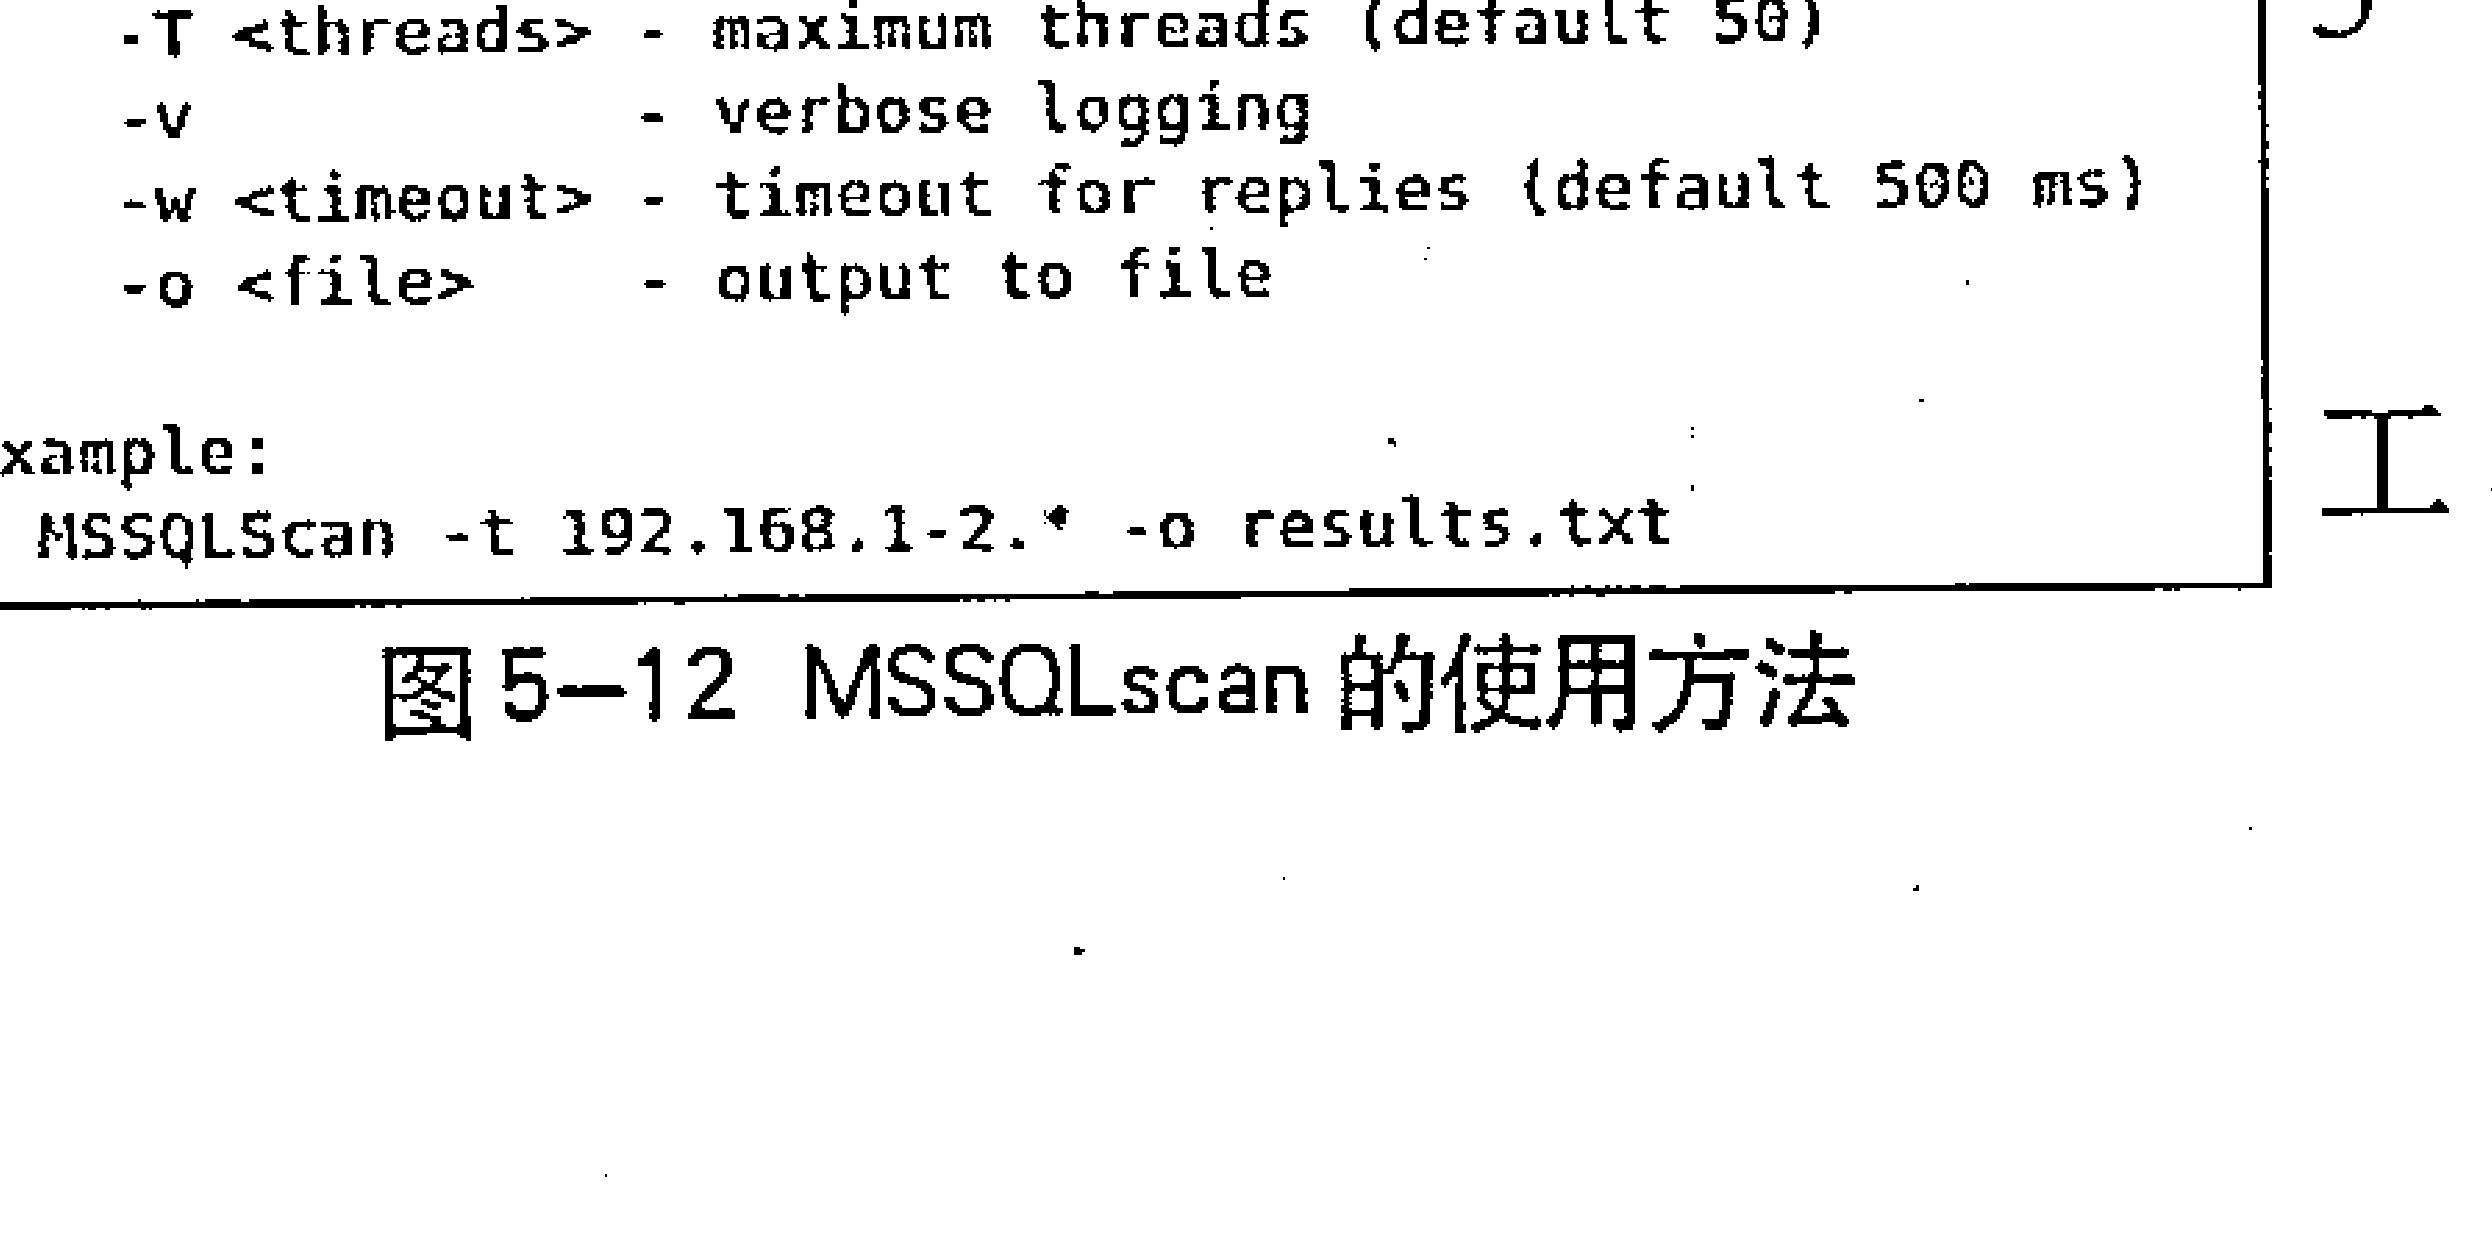 -T <threads> - maximum threads (default 50)
-v - verbose logging
-w <timeout> - timeout for replies (default 500 ms)
-o <file> - output to file
xample:
MSSQLScan -t 192.168.1-2.* -o results.txt
工
图 5-12 MSSQLscan 的使用方法